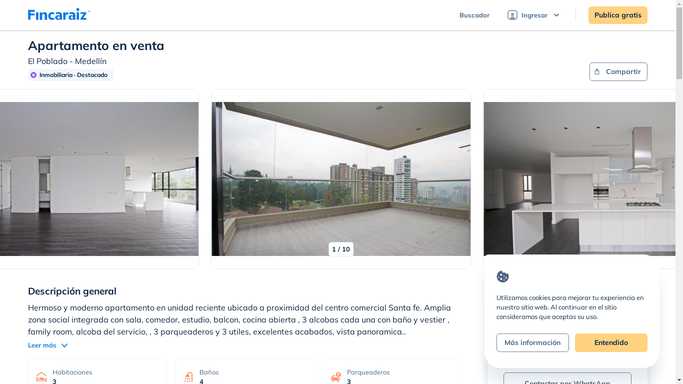 Fincaraiz
Buscador
Ingresar
Publica gratis
Apartamento en venta
El Poblado - Medellín
Inmobiliaria · Destacado
Compartir
1 / 10
Descripción general
Hermoso y moderno apartamento en unidad reciente ubicado a proximidad del centro comercial Santa fe. Amplia
zona social integrada con sala, comedor, estudio, balcon, cocina abierta , 3 alcobas cada una con baño y vestier ,
family room, alcoba del servicio, , 3 parqueaderos y 3 utiles, excelentes acabados, vista panoramica..
Leer más
Habitaciones
3
Baños
4
Parqueaderos
3
Utilizamos cookies para mejorar tu experiencia en
nuestro sitio web. Al continuar en el sitio
consideramos que aceptas su uso.
Más información
Entendido
Contactar por WhatsApp